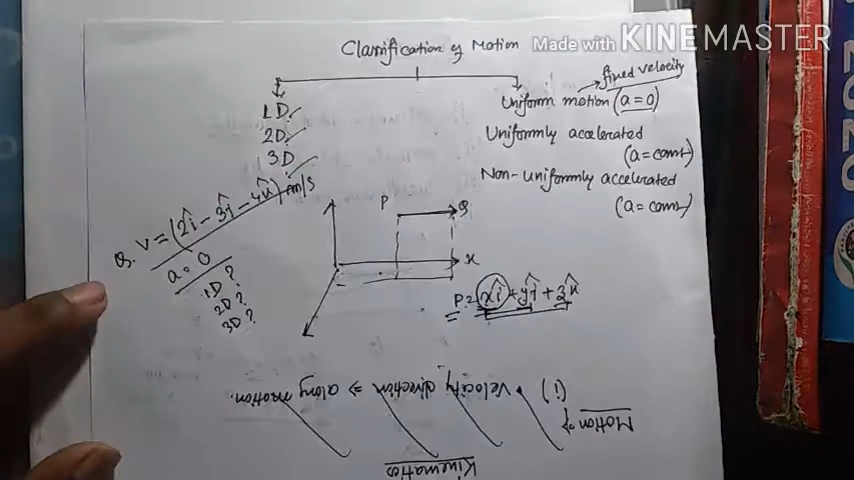 Classification of Motion
Made with KINEMASTER
1D
2D
3D
fixed velocity
Uniform motion (a=0)
Uniformly accelerated
(a=const)
Non-uniformly accelerated
(a=const)
Q. V = (2î - 3ĵ - 4k̂) m/s
a = 0
1D?
2D?
3D?
P
Q
x
P = xî + yĵ + zk̂
Kinematics
Motion
(i) Velocity direction ⇒ along motion.